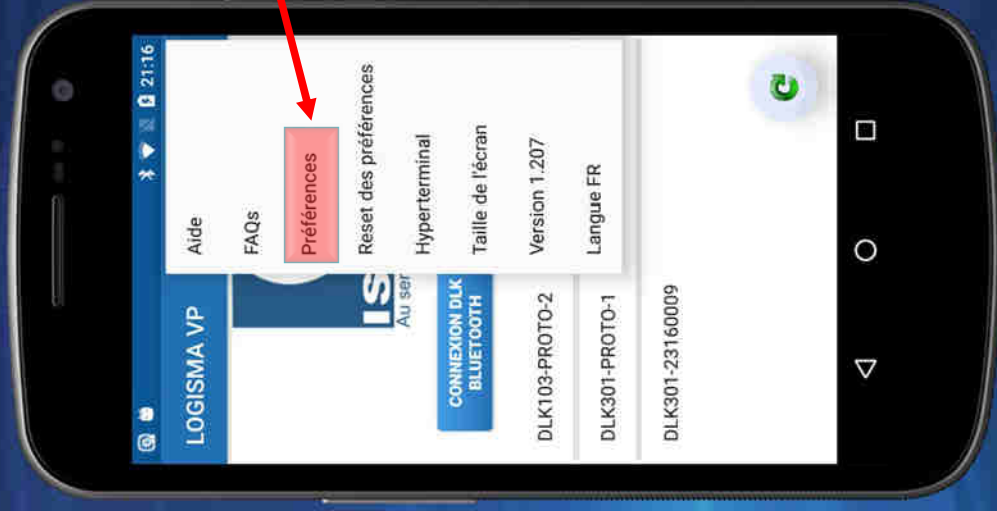 21:16
LOGISMA VP
Aide
FAQs
Préférences
Reset des préférences
Hyperterminal
Taille de l'écran
Version 1.207
Langue FR
IS
Au ser
CONNEXION DLK
BLUETOOTH
DLK103-PROTO-2
DLK301-PROTO-1
DLK301-23160009